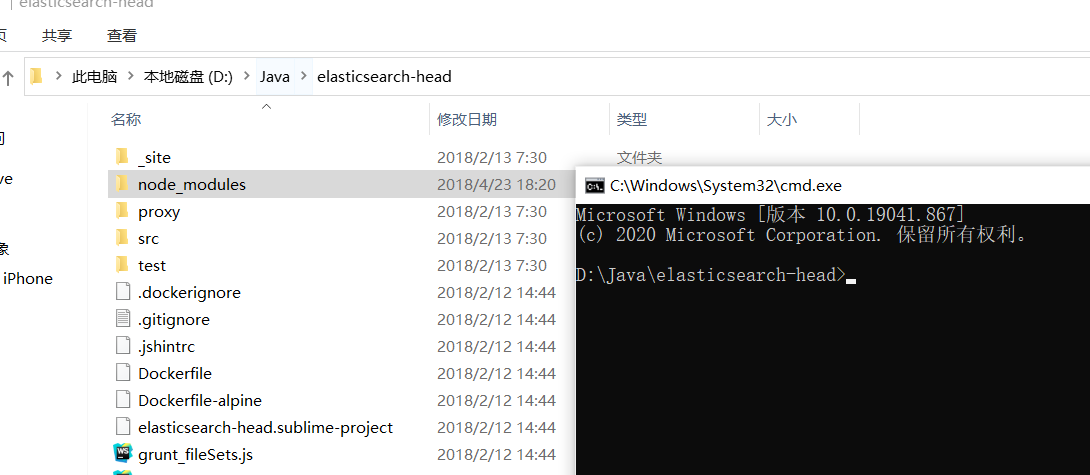 elasticsearch-head
共享 查看
此电脑 本地磁盘 (D:) Java elasticsearch-head
名称 修改日期 类型 大小
_site 2018/2/13 7:30 文件夹
node_modules 2018/4/23 18:20
proxy 2018/2/13 7:30
src 2018/2/13 7:30
test 2018/2/13 7:30
.dockerignore 2018/2/12 14:44
.gitignore 2018/2/12 14:44
.jshintrc 2018/2/12 14:44
Dockerfile 2018/2/12 14:44
Dockerfile-alpine 2018/2/12 14:44
elasticsearch-head.sublime-project 2018/2/12 14:44
WS grunt_fileSets.js 2018/2/12 14:44
ve
象
iPhone
C:\Windows\System32\cmd.exe
Microsoft Windows [版本 10.0.19041.867]
(c) 2020 Microsoft Corporation. 保留所有权利。
D:\Java\elasticsearch-head>